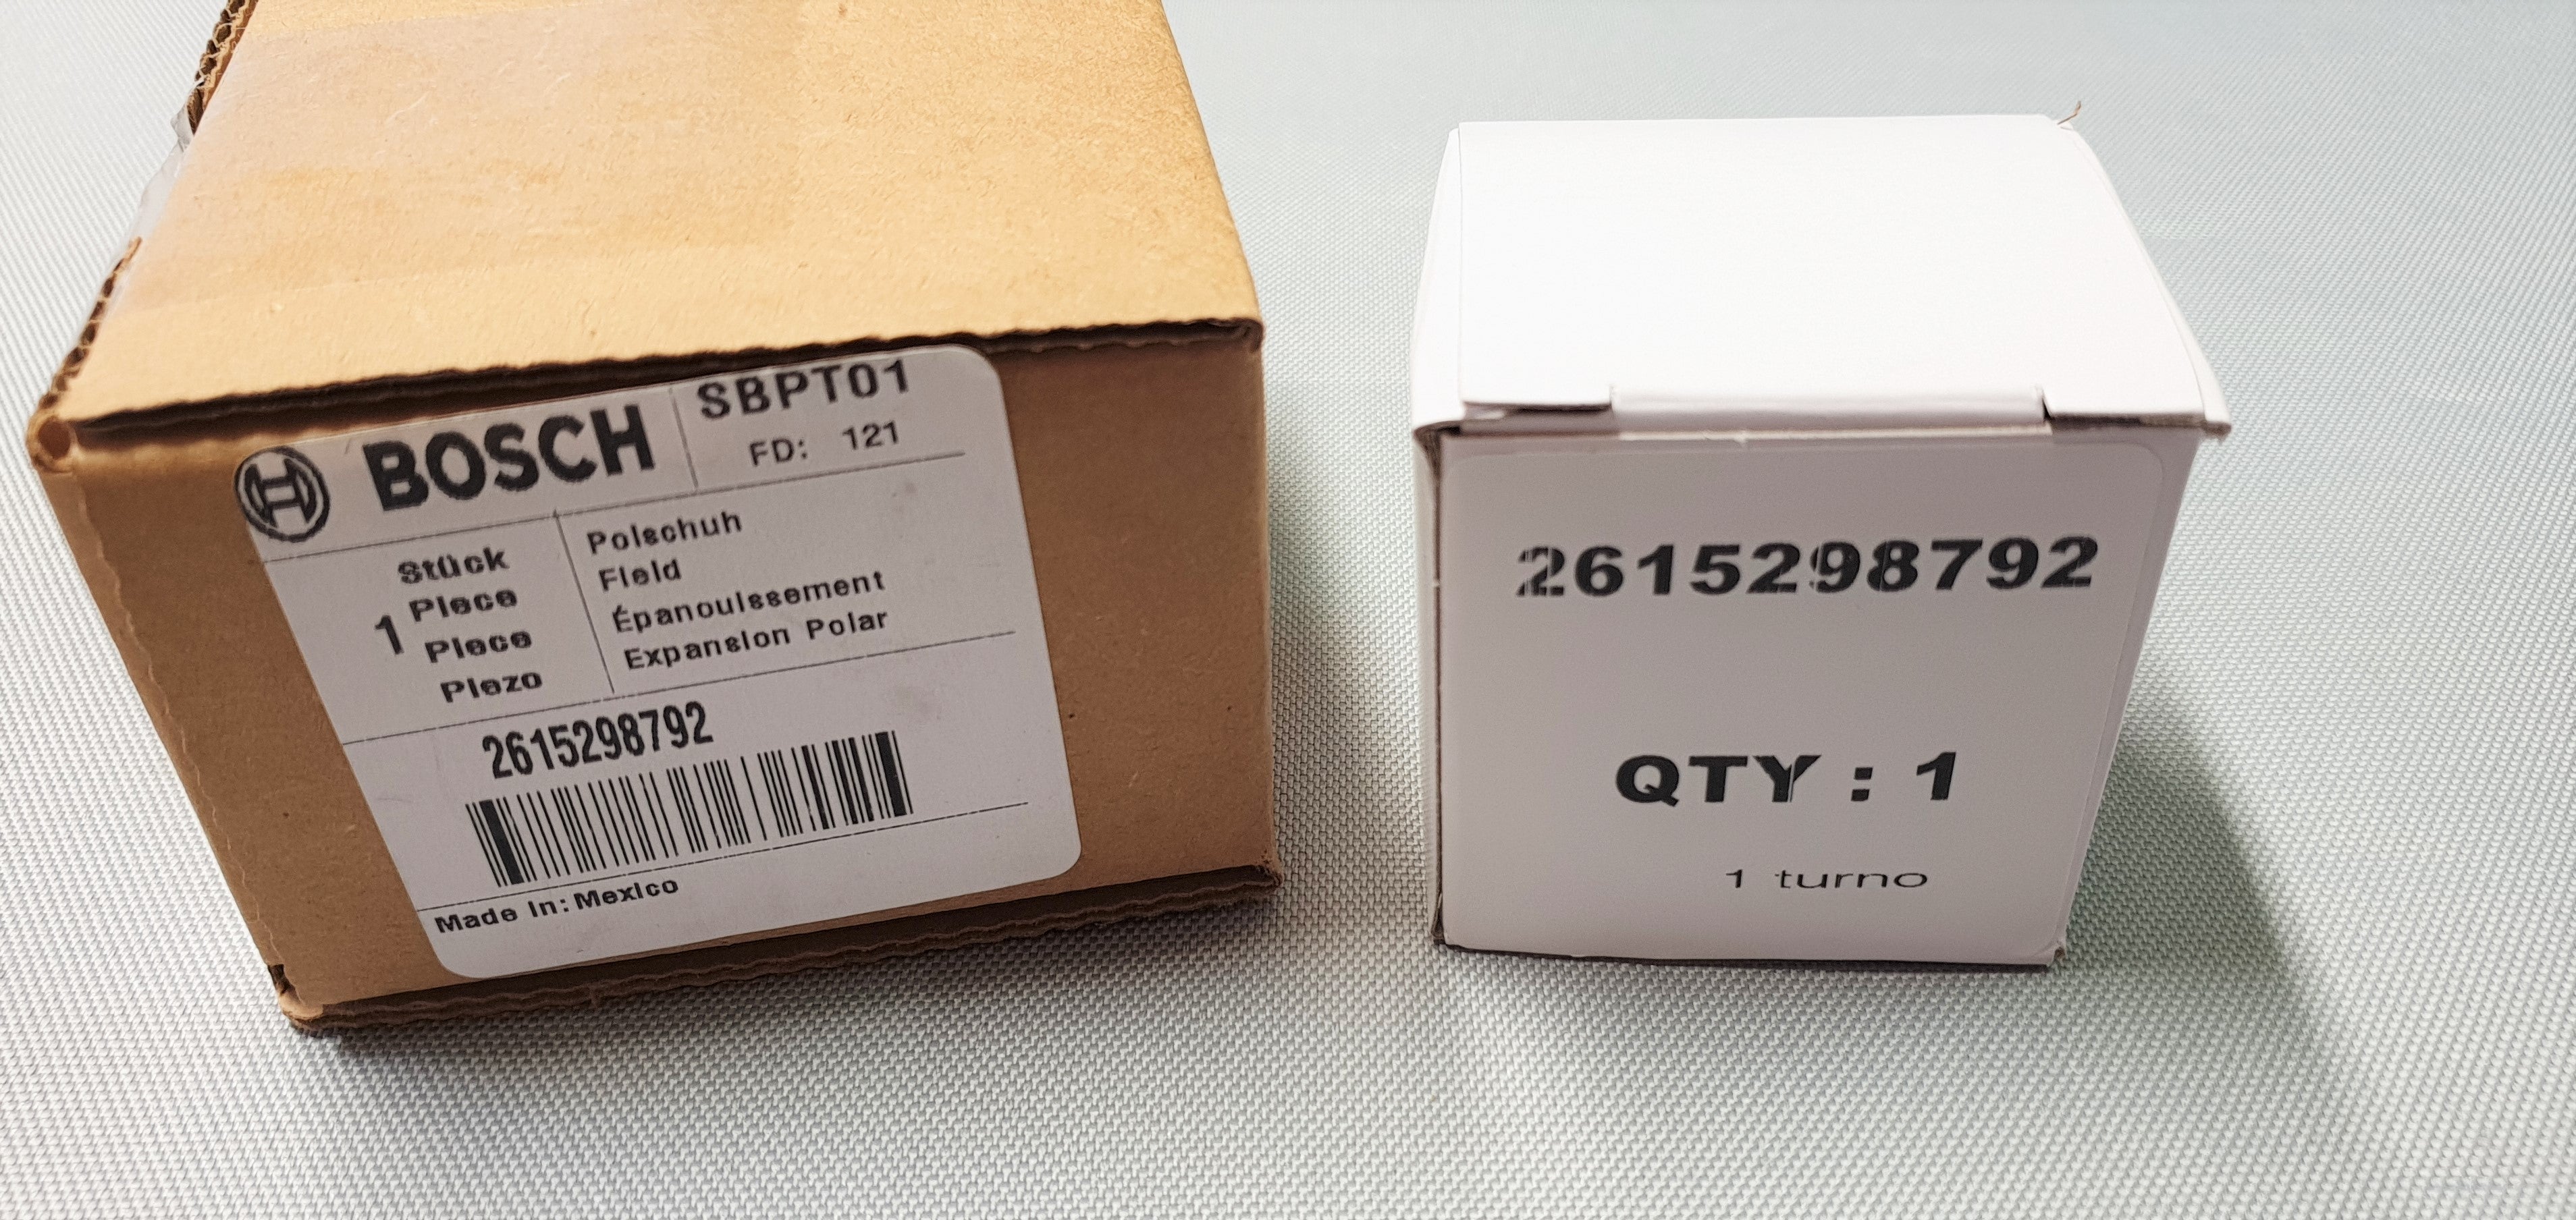 BOSCH
SBPT01
FD: 121
Stück
1 Piece
Piece
Piezo
Polschuh
Field
Épanouissement
Expansion Polar
2615298792
Made In: Mexico
2615298792
QTY : 1
1 turno